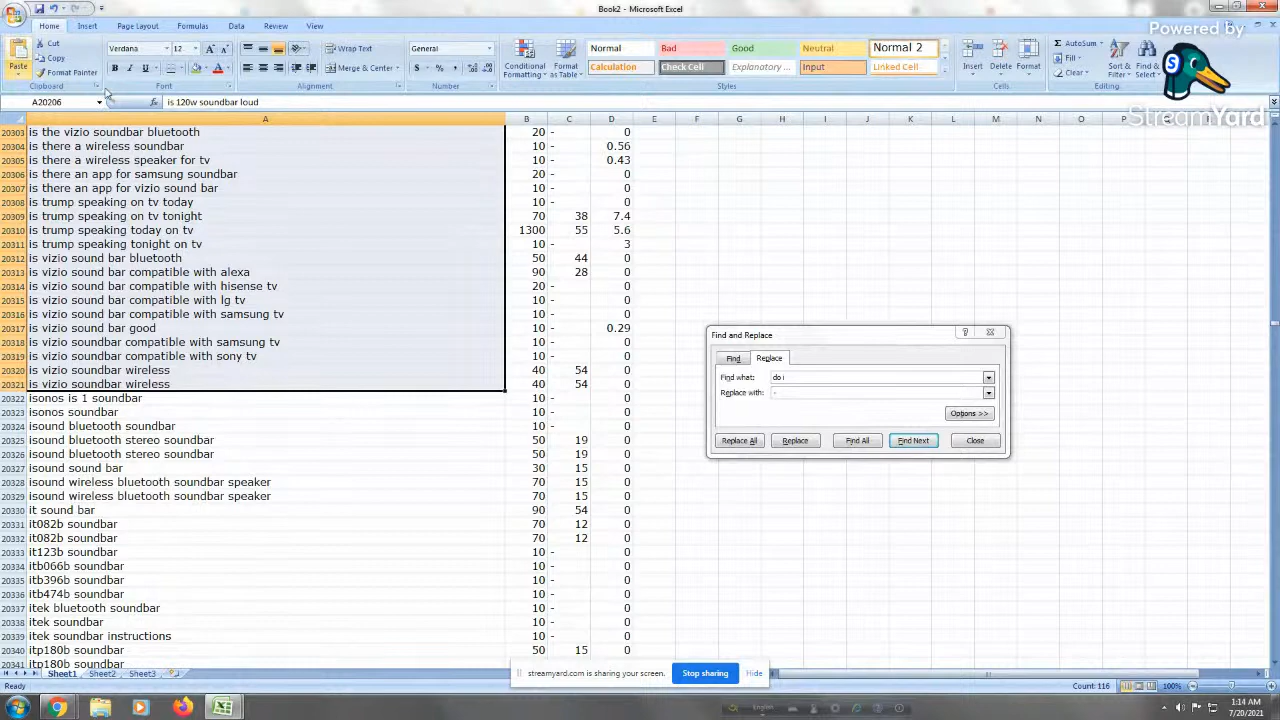 Book2 - Microsoft Excel
Home Insert Page Layout Formulas Data Review View
Powered by
StreamYard
Paste
Cut
Copy
Format Painter
Verdana 12
B I U
Wrap Text
Merge & Center
General
$ % ,
Conditional Formatting
Format as Table
Normal Bad Good Neutral Normal 2
Calculation Check Cell Explanatory ... Input Linked Cell
Insert Delete Format
AutoSum
Fill
Clear
Sort & Filter
Find & Select
Clipboard Font Alignment Number Styles Cells Editing
A20206 fx is 120w soundbar loud
A B C D E F G H I J K L M N O P
20303 is the vizio soundbar bluetooth 20 - 0
20304 is there a wireless soundbar 10 - 0.56
20305 is there a wireless speaker for tv 10 - 0.43
20306 is there an app for samsung soundbar 20 - 0
20307 is there an app for vizio sound bar 10 - 0
20308 is trump speaking on tv today 10 - 0
20309 is trump speaking on tv tonight 70 38 7.4
20310 is trump speaking today on tv 1300 55 5.6
20311 is trump speaking tonight on tv 10 - 3
20312 is vizio sound bar bluetooth 50 44 0
20313 is vizio sound bar compatible with alexa 90 28 0
20314 is vizio sound bar compatible with hisense tv 20 - 0
20315 is vizio sound bar compatible with lg tv 10 - 0
20316 is vizio sound bar compatible with samsung tv 10 - 0
20317 is vizio sound bar good 10 - 0.29
20318 is vizio soundbar compatible with samsung tv 10 - 0
20319 is vizio soundbar compatible with sony tv 10 - 0
20320 is vizio soundbar wireless 40 54 0
20321 is vizio soundbar wireless 40 54 0
20322 ison is 1 soundbar 10 - 0
20323 isonos soundbar 10 - 0
20324 isound bluetooth soundbar 10 - 0
20325 isound bluetooth stereo soundbar 50 19 0
20326 isound bluetooth stereo soundbar 50 19 0
20327 isound sound bar 30 15 0
20328 isound wireless bluetooth soundbar speaker 70 15 0
20329 isound wireless bluetooth soundbar speaker 70 15 0
20330 it sound bar 90 54 0
20331 it082b soundbar 70 12 0
20332 it082b soundbar 70 12 0
20333 it123b soundbar 10 - 0
20334 itb066b soundbar 10 - 0
20335 itb396b soundbar 10 - 0
20336 itb474b soundbar 10 - 0
20337 itek bluetooth soundbar 10 - 0
20338 itek soundbar 10 - 0
20339 itek soundbar instructions 10 - 0
20340 itp180b soundbar 50 15 0
20341 itp180b soundbar
Find and Replace
Find Replace
Find what: do i
Replace with: -
Options >>
Replace All Replace Find All Find Next Close
Sheet1 Sheet2 Sheet3
streamyard.com is sharing your screen. Stop sharing Hide
Ready Count: 116 100%
English
1:14 AM
7/20/2021